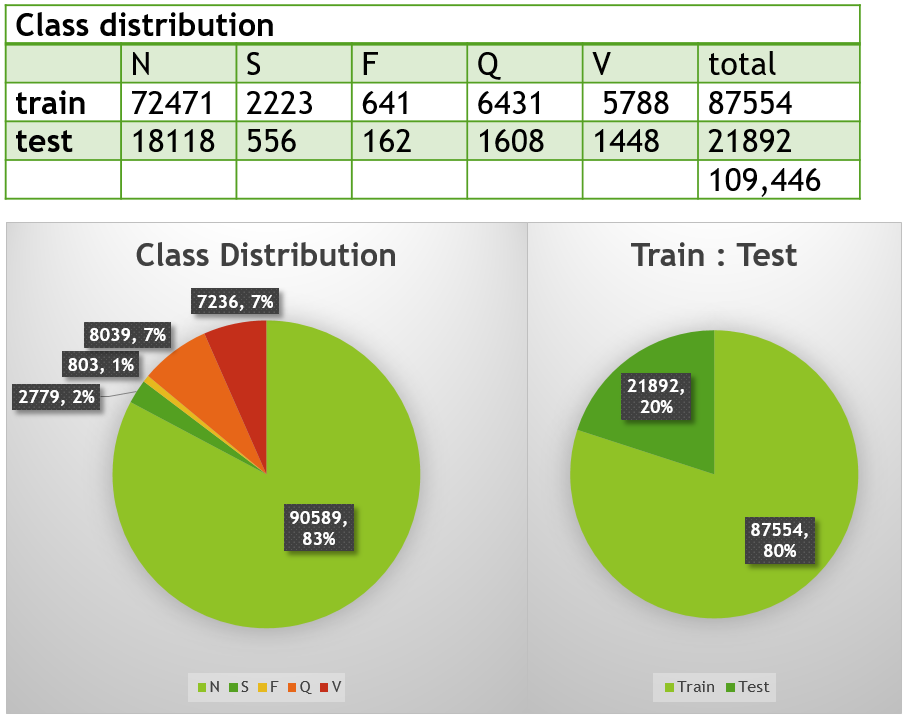 Class distribution
N S F Q V total
train 72471 2223 641 6431 5788 87554
test 18118 556 162 1608 1448 21892
109,446
Class Distribution
7236, 7%
8039, 7%
803, 1%
2779, 2%
90589,
83%
N S F Q V
Train : Test
21892,
20%
87554,
80%
Train Test